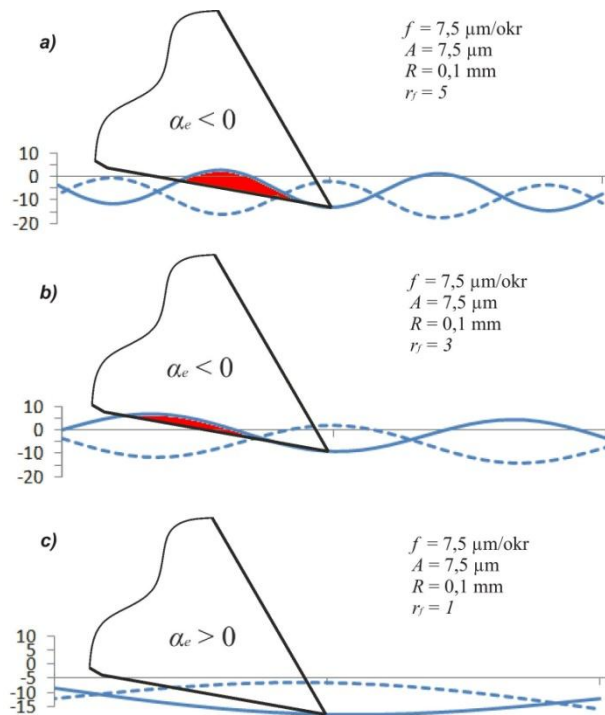 a)
f = 7,5 µm/okr
A = 7,5 µm
R = 0,1 mm
r_f = 5
α_e < 0
10
0
-10
-20
b)
f = 7,5 µm/okr
A = 7,5 µm
R = 0,1 mm
r_f = 3
α_e < 0
10
0
-10
-20
c)
f = 7,5 µm/okr
A = 7,5 µm
R = 0,1 mm
r_f = 1
α_e > 0
10
5
0
-5
-10
-15